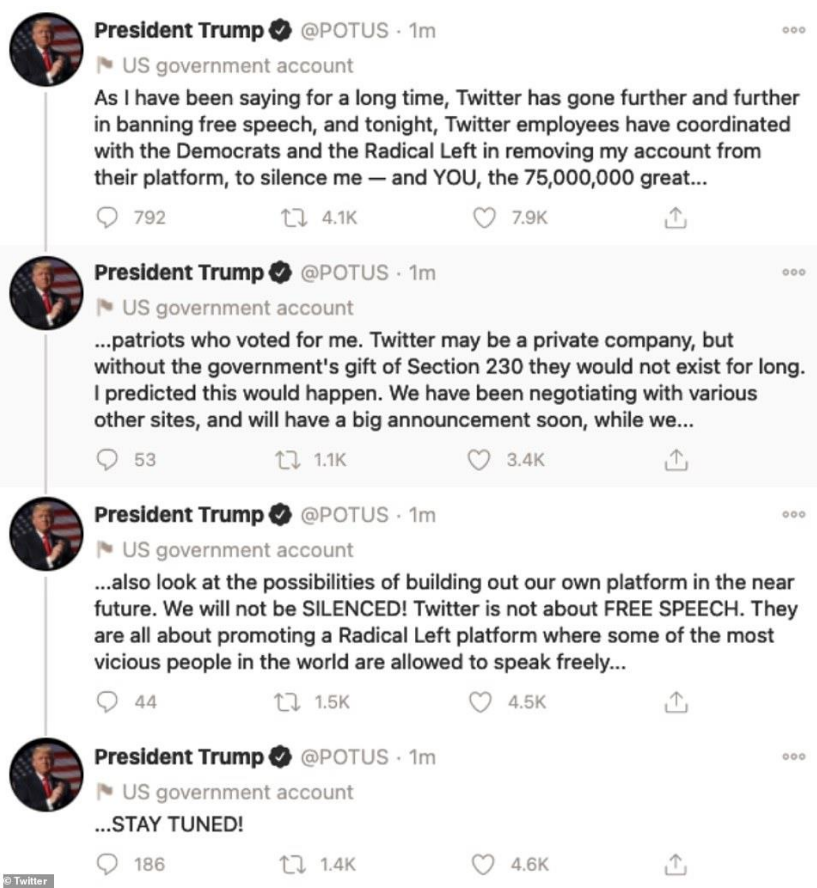 President Trump @POTUS · 1m
US government account
As I have been saying for a long time, Twitter has gone further and further
in banning free speech, and tonight, Twitter employees have coordinated
with the Democrats and the Radical Left in removing my account from
their platform, to silence me — and YOU, the 75,000,000 great...
792 4.1K 7.9K
President Trump @POTUS · 1m
US government account
...patriots who voted for me. Twitter may be a private company, but
without the government's gift of Section 230 they would not exist for long.
I predicted this would happen. We have been negotiating with various
other sites, and will have a big announcement soon, while we...
53 1.1K 3.4K
President Trump @POTUS · 1m
US government account
...also look at the possibilities of building out our own platform in the near
future. We will not be SILENCED! Twitter is not about FREE SPEECH. They
are all about promoting a Radical Left platform where some of the most
vicious people in the world are allowed to speak freely...
44 1.5K 4.5K
President Trump @POTUS · 1m
US government account
...STAY TUNED!
186 1.4K 4.6K
© Twitter